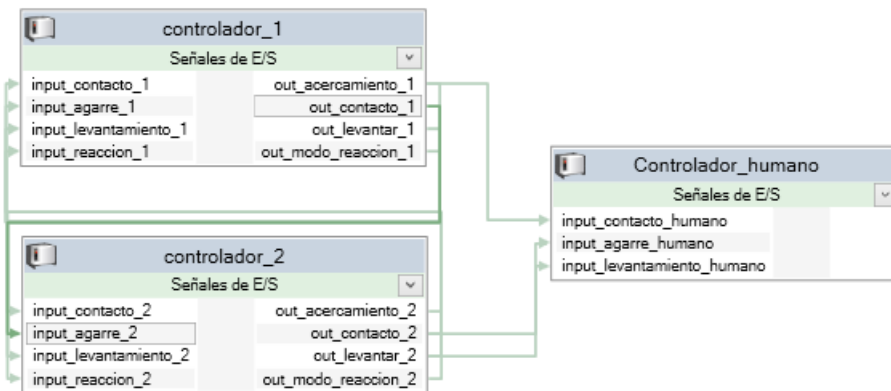 controlador_1
Señales de E/S
input_contacto_1 out_acercamiento_1
input_agarre_1 out_contacto_1
input_levantamiento_1 out_levantar_1
input_reaccion_1 out_modo_reaccion_1
Controlador_humano
Señales de E/S
input_contacto_humano
input_agarre_humano
input_levantamiento_humano
controlador_2
Señales de E/S
input_contacto_2 out_acercamiento_2
input_agarre_2 out_contacto_2
input_levantamiento_2 out_levantar_2
input_reaccion_2 out_modo_reaccion_2